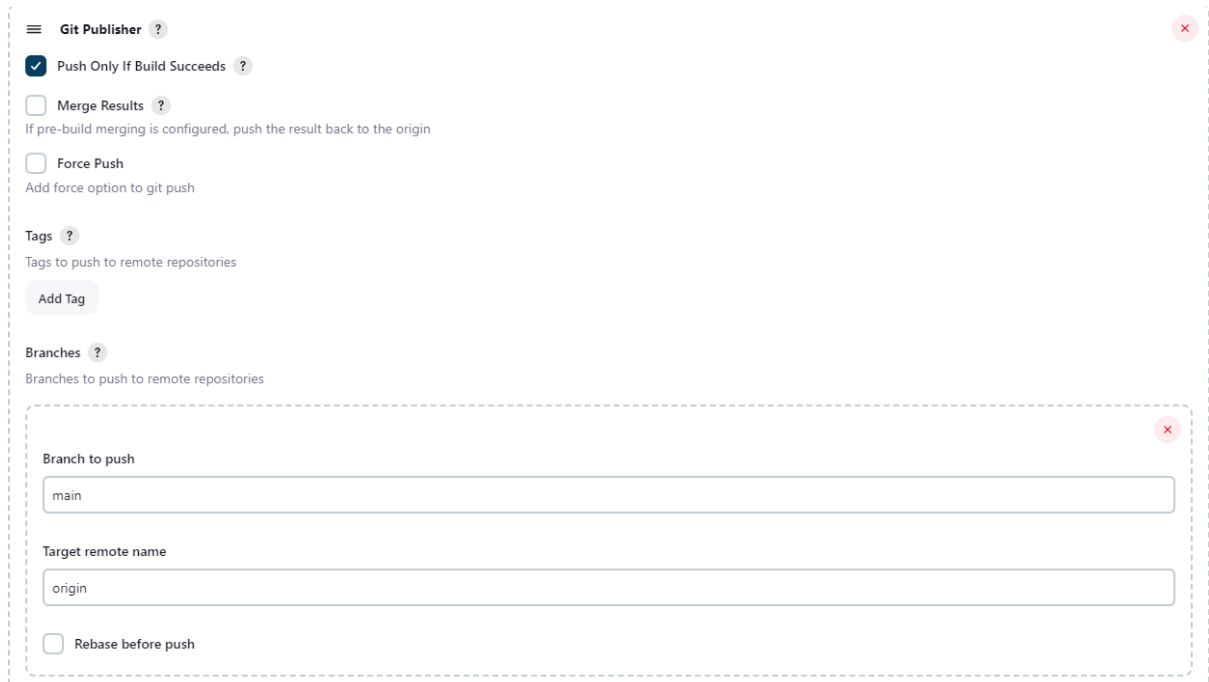 Git Publisher ?
Push Only If Build Succeeds ?
Merge Results ?
If pre-build merging is configured, push the result back to the origin
Force Push
Add force option to git push
Tags ?
Tags to push to remote repositories
Add Tag
Branches ?
Branches to push to remote repositories
Branch to push
main
Target remote name
origin
Rebase before push